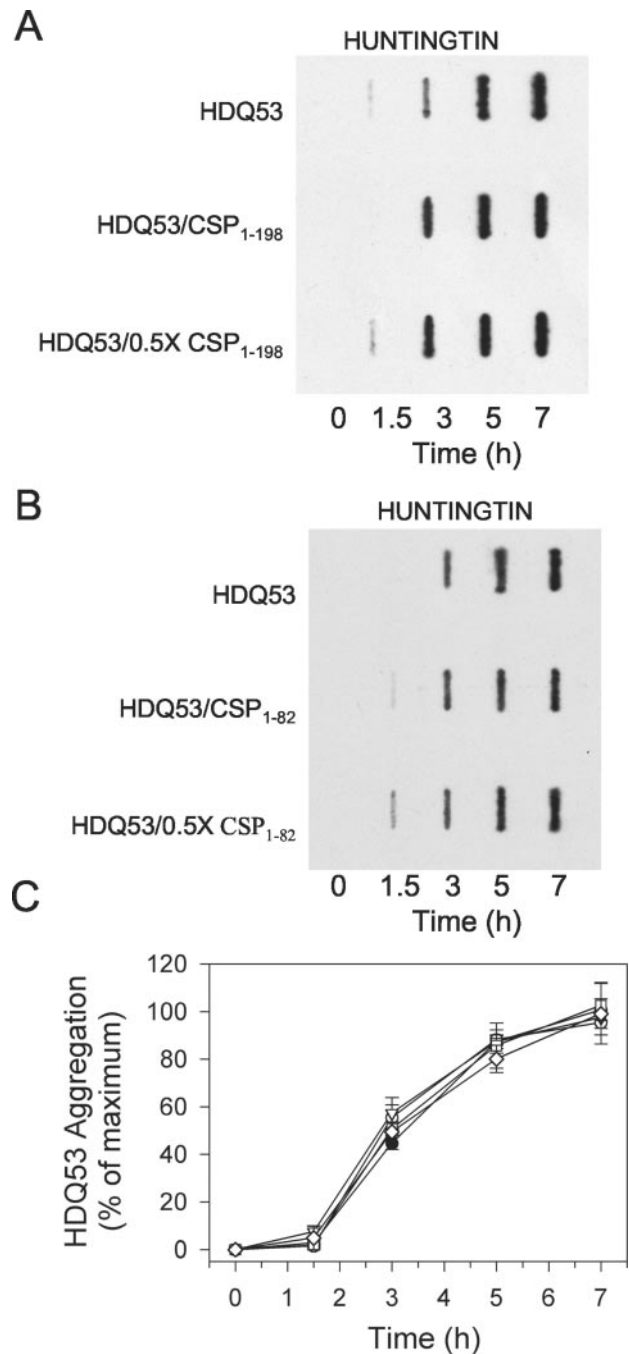 A
HUNTINGTIN
HDQ53
HDQ53/CSP1-198
HDQ53/0.5X CSP1-198
0 1.5 3 5 7
Time (h)
B
HUNTINGTIN
HDQ53
HDQ53/CSP1-82
HDQ53/0.5X CSP1-82
0 1.5 3 5 7
Time (h)
C
HDQ53 Aggregation
(% of maximum)
120
100
80
60
40
20
0
0 1 2 3 4 5 6 7
Time (h)